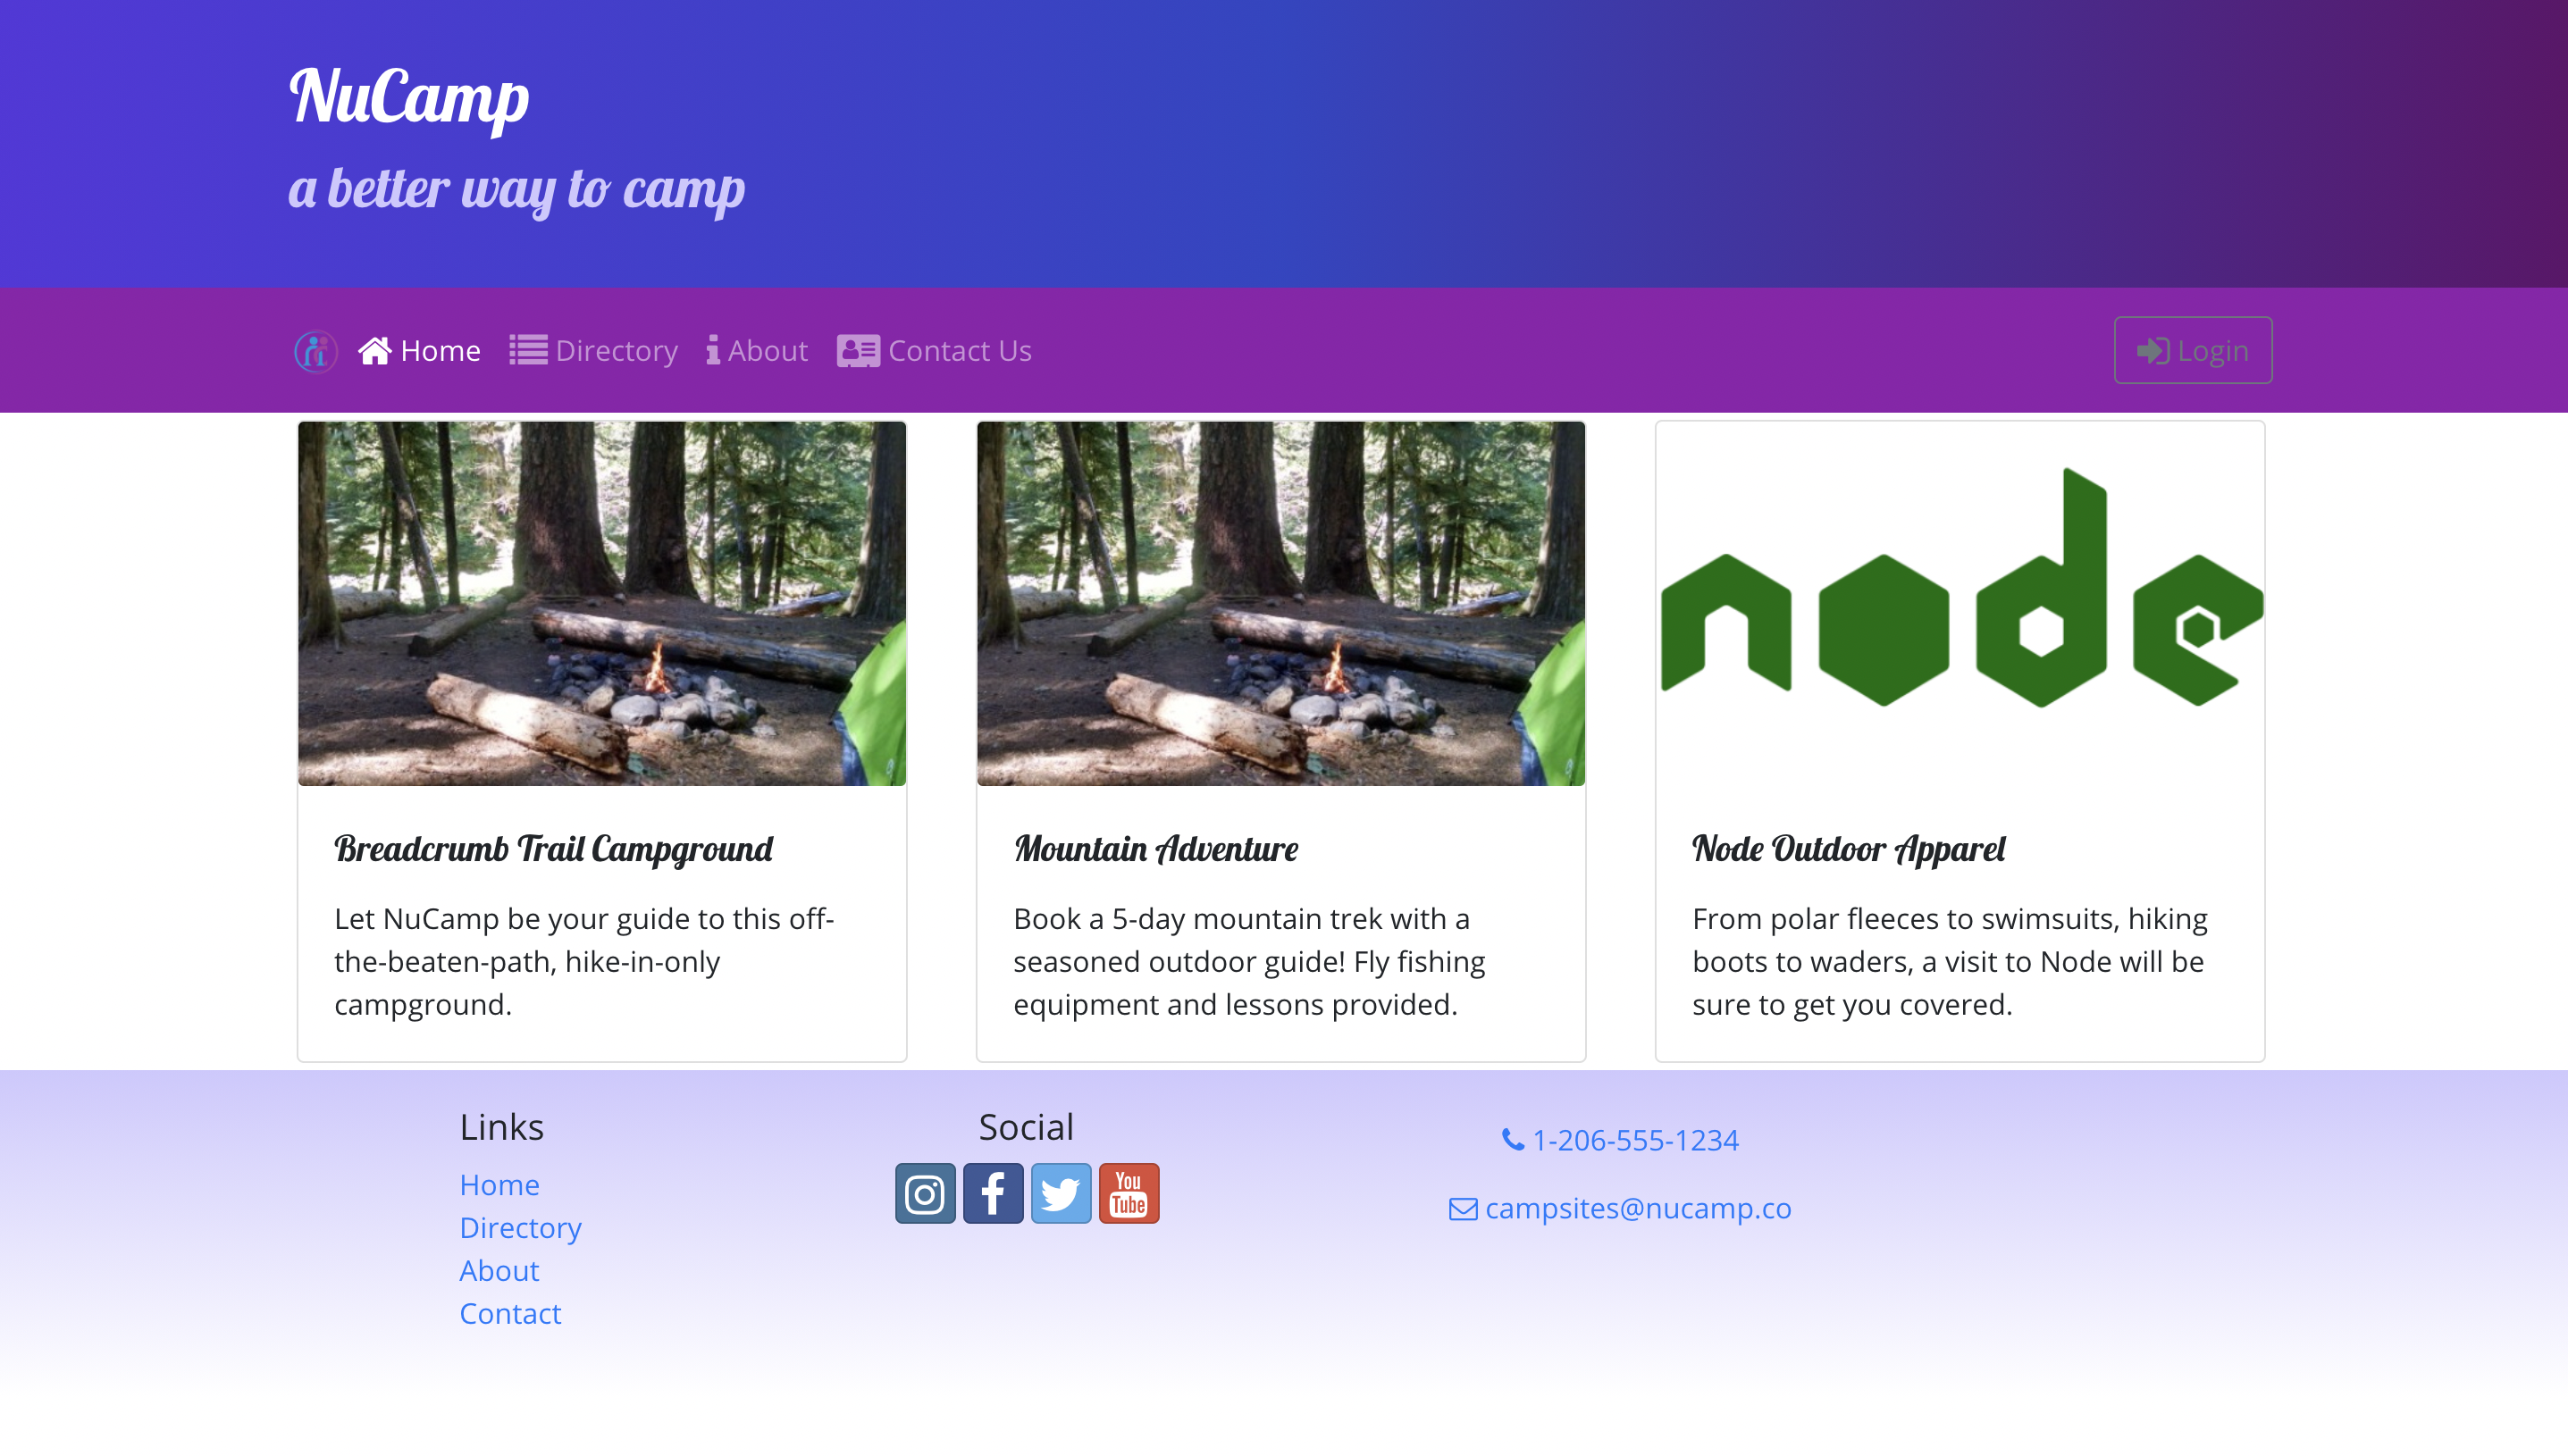 NuCamp
a better way to camp
Home Directory About Contact Us Login
node
Breadcrumb Trail Campground
Let NuCamp be your guide to this off-
the-beaten-path, hike-in-only
campground.
Mountain Adventure
Book a 5-day mountain trek with a
seasoned outdoor guide! Fly fishing
equipment and lessons provided.
Node Outdoor Apparel
From polar fleeces to swimsuits, hiking
boots to waders, a visit to Node will be
sure to get you covered.
Links
Home
Directory
About
Contact
Social
You
Tube
1-206-555-1234
campsites@nucamp.co